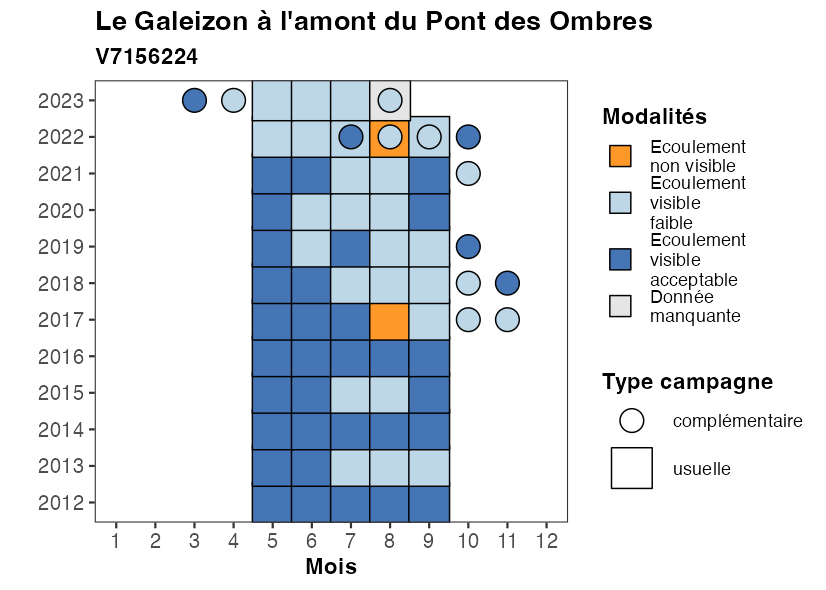 Le Galeizon à l'amont du Pont des Ombres
V7156224
2023
2022
2021
2020
2019
2018
2017
2016
2015
2014
2013
2012
1 2 3 4 5 6 7 8 9 10 11 12
Mois
Modalités
Ecoulement
non visible
Ecoulement
visible
faible
Ecoulement
visible
acceptable
Donnée
manquante
Type campagne
complémentaire
usuelle